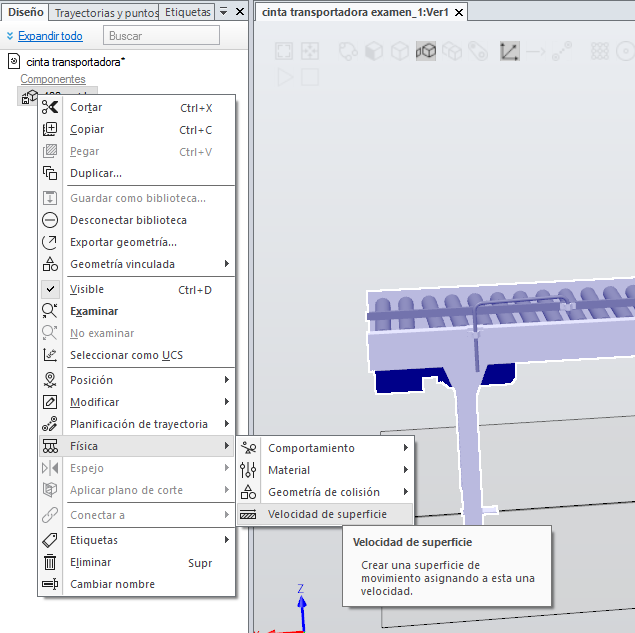 Diseño
Trayectorias y puntos
Etiquetas
cinta transportadora examen_1:Ver1
Expandir todo
Buscar
cinta transportadora*
Componentes
Cortar Ctrl+X
Copiar Ctrl+C
Pegar Ctrl+V
Duplicar...
Guardar como biblioteca...
Desconectar biblioteca
Exportar geometría...
Geometría vinculada
Visible Ctrl+D
Examinar
No examinar
Seleccionar como UCS
Posición
Modificar
Planificación de trayectoria
Física
Espejo
Aplicar plano de corte
Conectar a
Etiquetas
Eliminar Supr
Cambiar nombre
Comportamiento
Material
Geometría de colisión
Velocidad de superficie
Velocidad de superficie
Crear una superficie de
movimiento asignando a esta una
velocidad.
Z